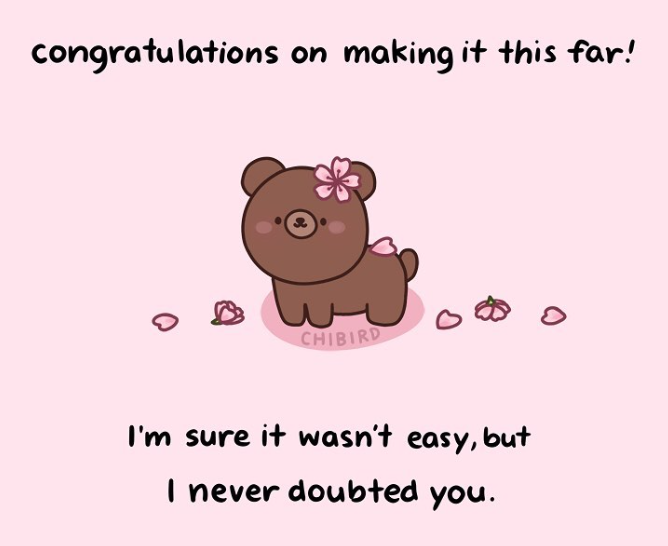 congratulations on making it this far!
CHIBIRD
I'm sure it wasn't easy, but
I never doubted you.